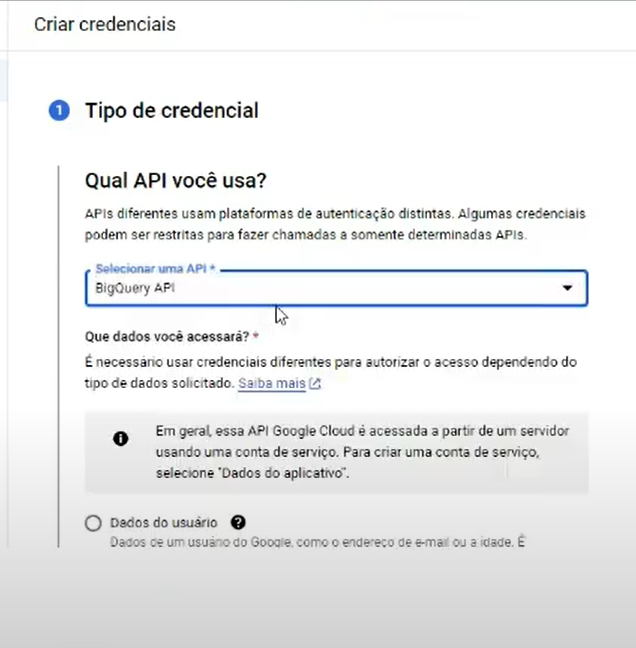 Criar credenciais
1 Tipo de credencial
Qual API você usa?
APIs diferentes usam plataformas de autenticação distintas. Algumas credenciais
podem ser restritas para fazer chamadas a somente determinadas APIs.
Selecionar uma API *
BigQuery API
Que dados você acessará? *
É necessário usar credenciais diferentes para autorizar o acesso dependendo do
tipo de dados solicitado. Saiba mais
Em geral, essa API Google Cloud é acessada a partir de um servidor
usando uma conta de serviço. Para criar uma conta de serviço,
selecione "Dados do aplicativo".
Dados do usuário
Dados de um usuário do Google, como o endereço de e-mail ou a idade. É